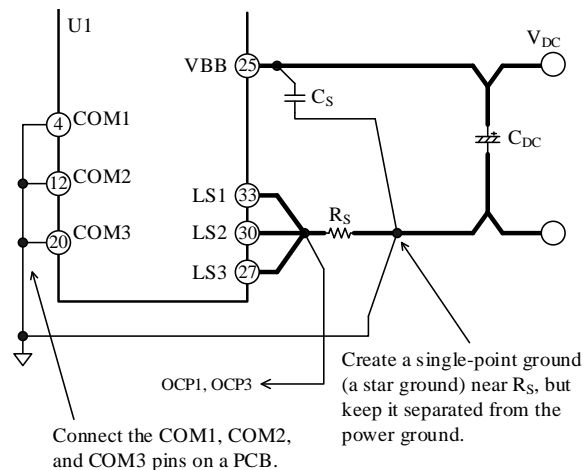 U1
VDC
VBB
25
CS
4
COM1
CDC
12
COM2
LS1
33
RS
20
COM3
LS2
30
LS3
27
OCP1, OCP3
Create a single-point ground
(a star ground) near RS, but
keep it separated from the
power ground.
Connect the COM1, COM2,
and COM3 pins on a PCB.